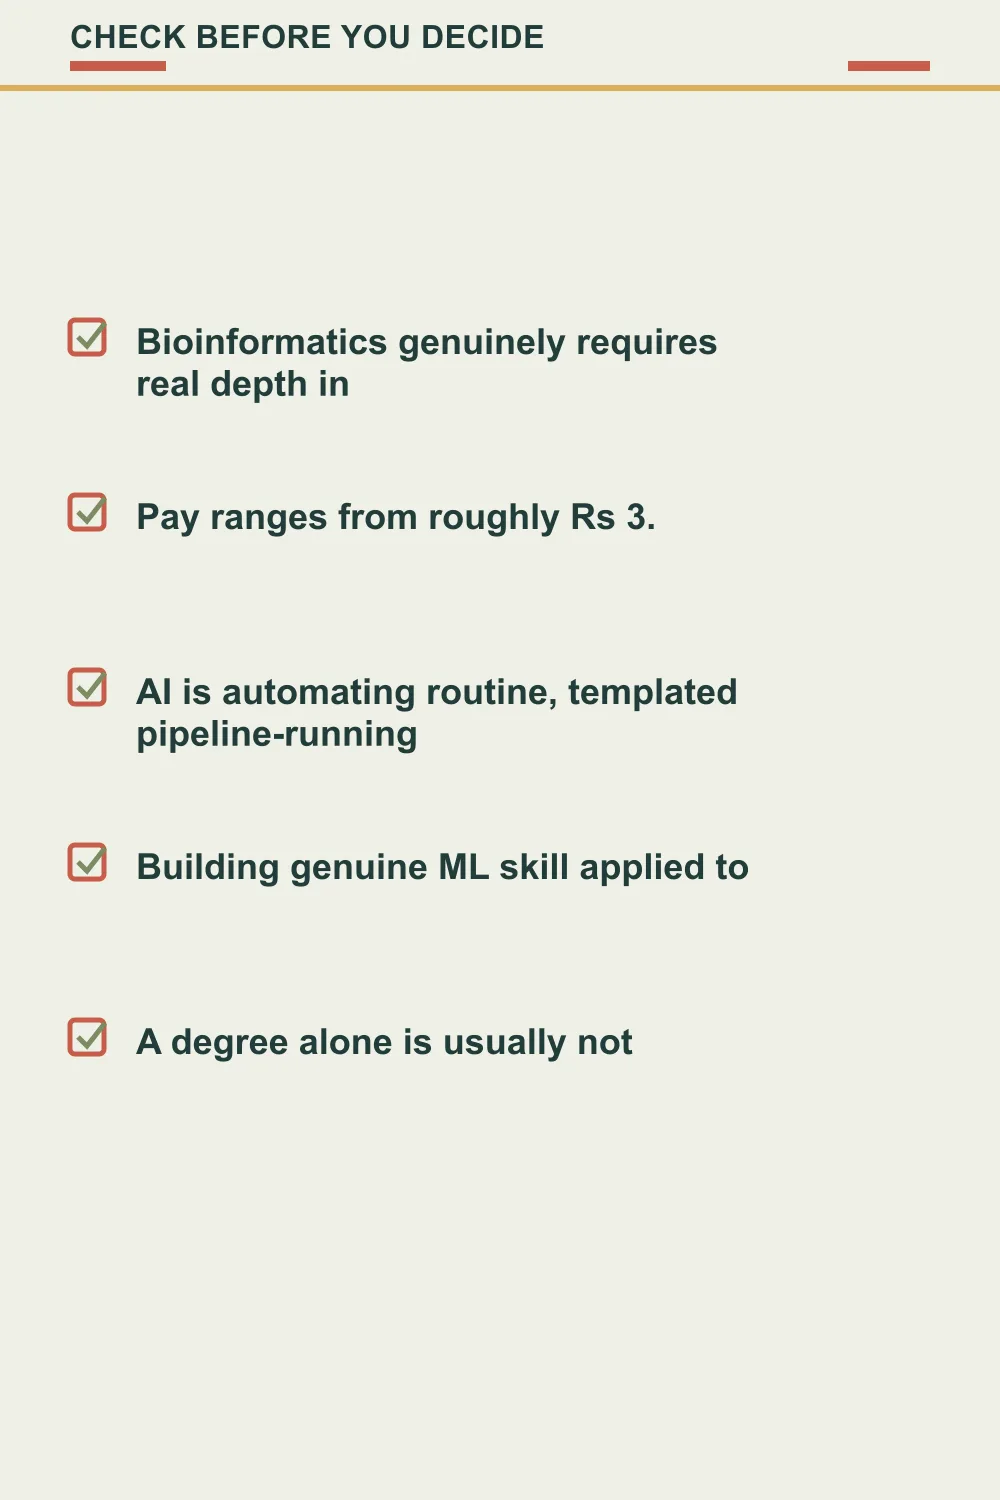 CHECK BEFORE YOU DECIDE
Bioinformatics genuinely requires
real depth in
Pay ranges from roughly Rs 3.
AI is automating routine, templated
pipeline-running
Building genuine ML skill applied to
A degree alone is usually not